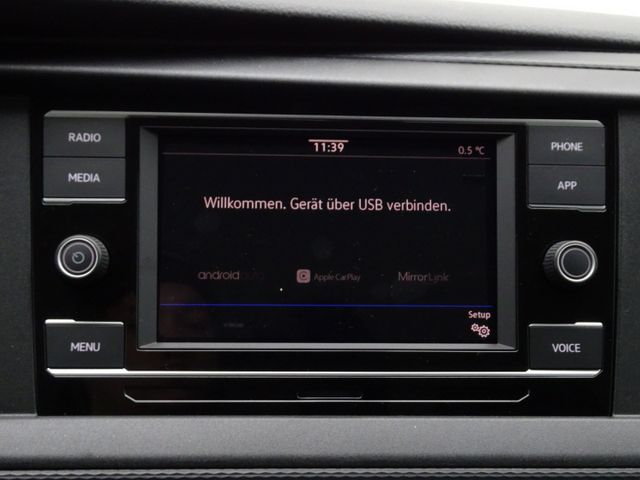 RADIO
MEDIA
MENU
11:39
0.5 °C
Willkommen. Gerät über USB verbinden.
androidauto
Apple CarPlay
MirrorLink
Setup
PHONE
APP
VOICE